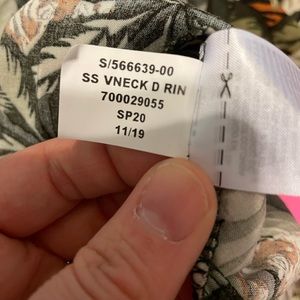 S/566639-00
SS VNECK D RIN
700029055
SP20
11/19